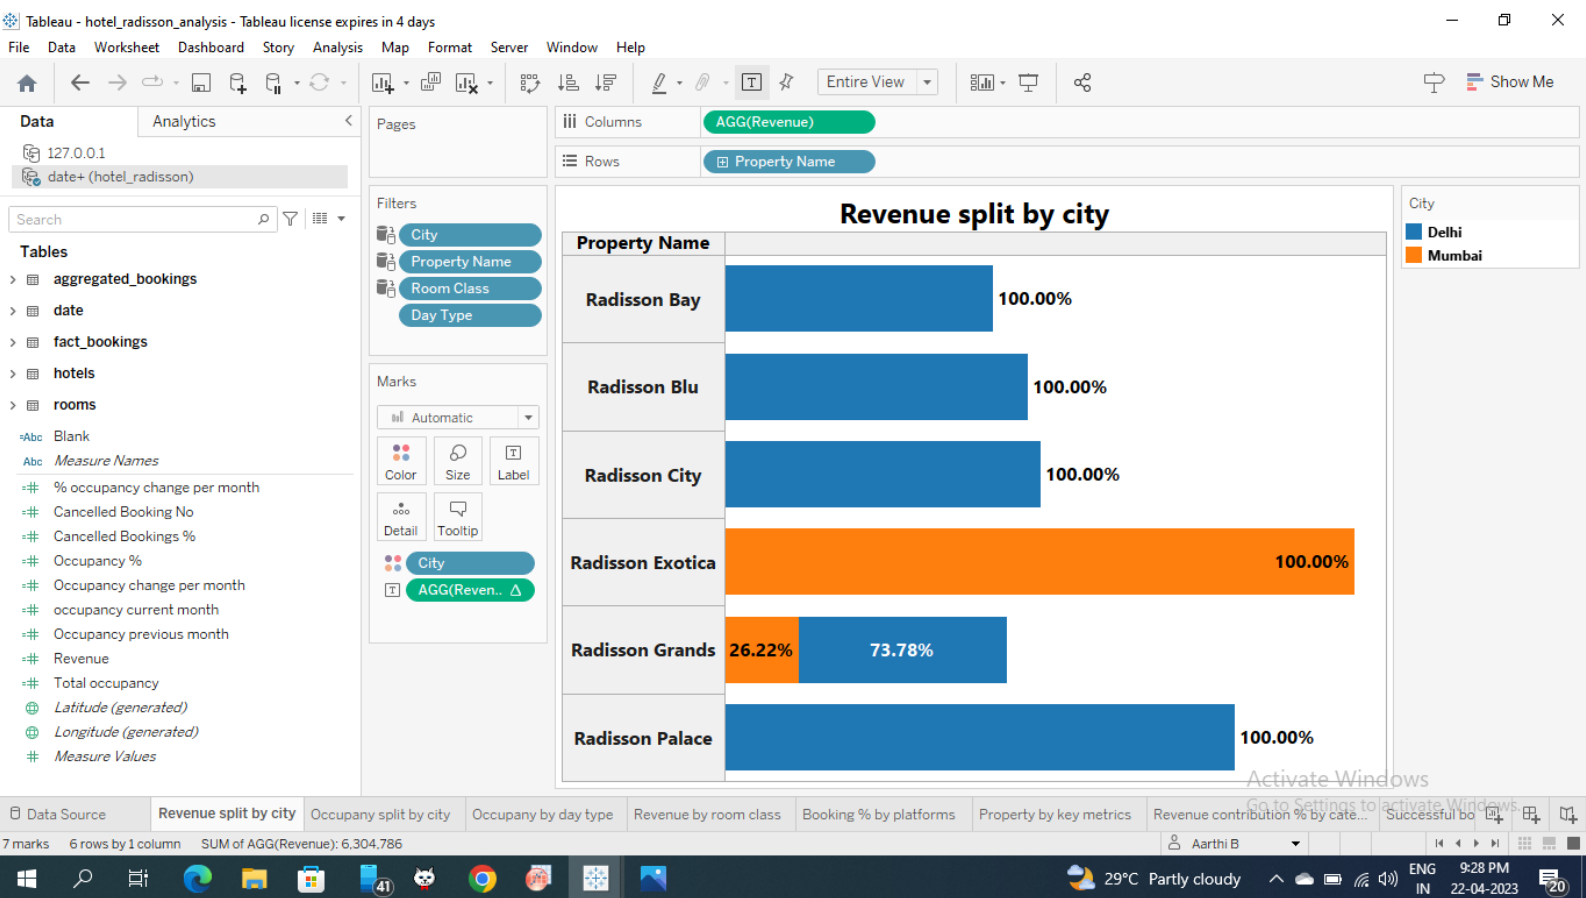 Tableau - hotel_radisson_analysis - Tableau license expires in 4 days
File Data Worksheet Dashboard Story Analysis Map Format Server Window Help
Entire View
Show Me
Data Analytics
127.0.0.1
date+ (hotel_radisson)
Search
Tables
aggregated_bookings
date
fact_bookings
hotels
rooms
=Abc Blank
Abc Measure Names
=# % occupancy change per month
=# Cancelled Booking No
=# Cancelled Bookings %
=# Occupancy %
=# Occupancy change per month
=# occupancy current month
=# Occupancy previous month
=# Revenue
=# Total occupancy
Latitude (generated)
Longitude (generated)
# Measure Values
Pages
Filters
City
Property Name
Room Class
Day Type
Marks
Automatic
Color Size Label
Detail Tooltip
City
AGG(Reven..
Columns AGG(Revenue)
Rows Property Name
Revenue split by city
Property Name
Radisson Bay 100.00%
Radisson Blu 100.00%
Radisson City 100.00%
Radisson Exotica 100.00%
Radisson Grands 26.22% 73.78%
Radisson Palace 100.00%
City
Delhi
Mumbai
Activate Windows
Go to Settings to activate Windows.
Data Source Revenue split by city Occupany split by city Occupany by day type Revenue by room class Booking % by platforms Property by key metrics Revenue contribution % by cate... Successful bo
7 marks 6 rows by 1 column SUM of AGG(Revenue): 6,304,786
Aarthi B
41
29°C Partly cloudy
ENG
IN
9:28 PM
22-04-2023
20